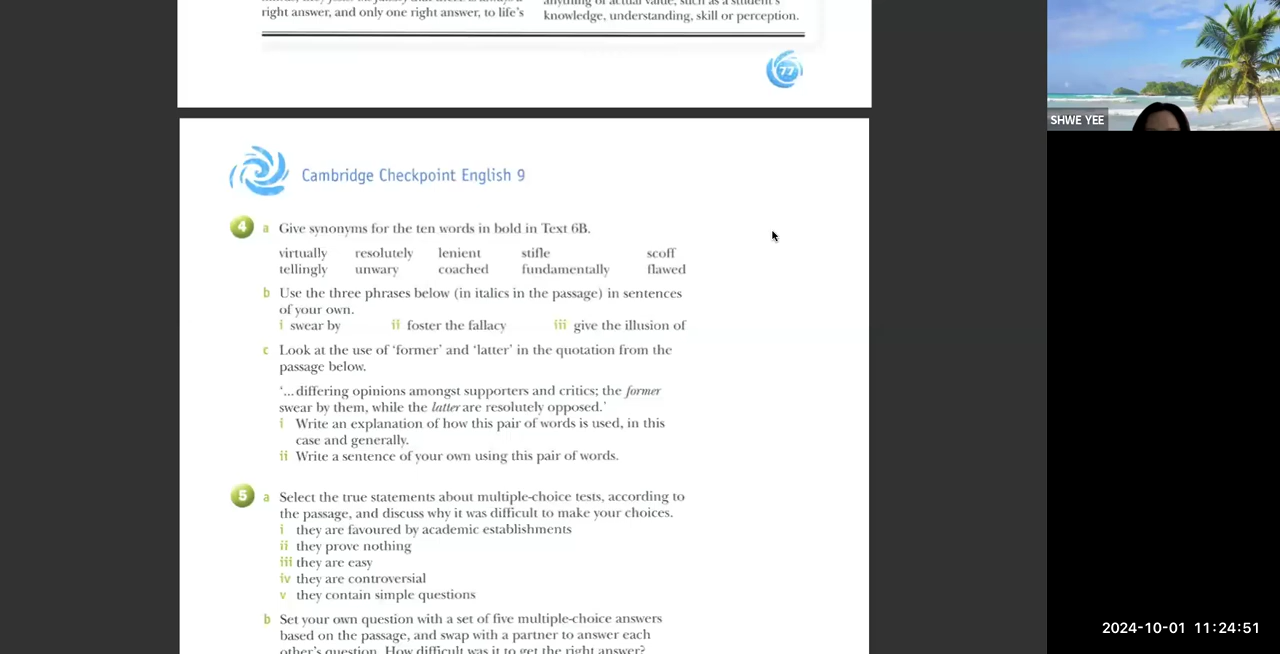 right answer, and only one right answer, to life's
anything of actual value, such as a student's
knowledge, understanding, skill or perception.
77
Cambridge Checkpoint English 9
4 a Give synonyms for the ten words in bold in Text 6B.
virtually resolutely lenient stifle scoff
tellingly unwary coached fundamentally flawed
b Use the three phrases below (in italics in the passage) in sentences
of your own.
i swear by ii foster the fallacy iii give the illusion of
c Look at the use of 'former' and 'latter' in the quotation from the
passage below.
'... differing opinions amongst supporters and critics; the former
swear by them, while the latter are resolutely opposed.'
i Write an explanation of how this pair of words is used, in this
case and generally.
ii Write a sentence of your own using this pair of words.
5 a Select the true statements about multiple-choice tests, according to
the passage, and discuss why it was difficult to make your choices.
i they are favoured by academic establishments
ii they prove nothing
iii they are easy
iv they are controversial
v they contain simple questions
b Set your own question with a set of five multiple-choice answers
based on the passage, and swap with a partner to answer each
other's question. How difficult was it to get the right answer?
SHWE YEE
2024-10-01 11:24:51